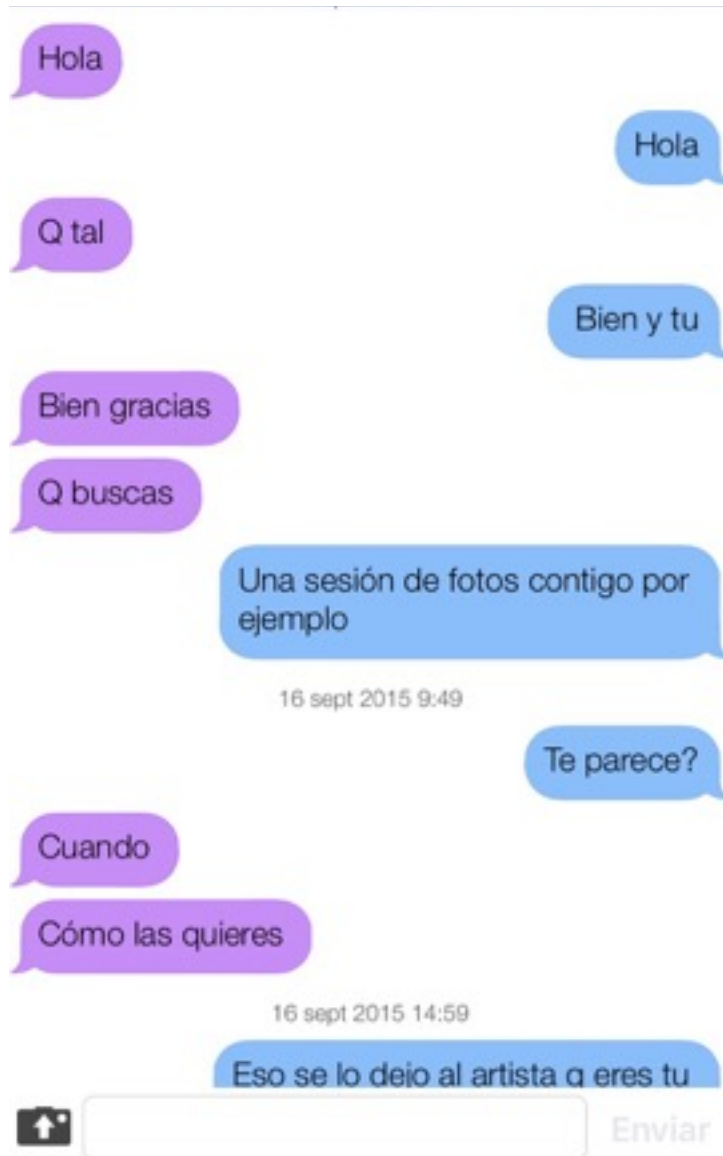 Hola
Hola
Q tal
Bien y tu
Bien gracias
Q buscas
Una sesión de fotos contigo por
ejemplo
16 sept 2015 9:49
Te parece?
Cuando
Cómo las quieres
16 sept 2015 14:59
Eso se lo dejo al artista q eres tu
Enviar